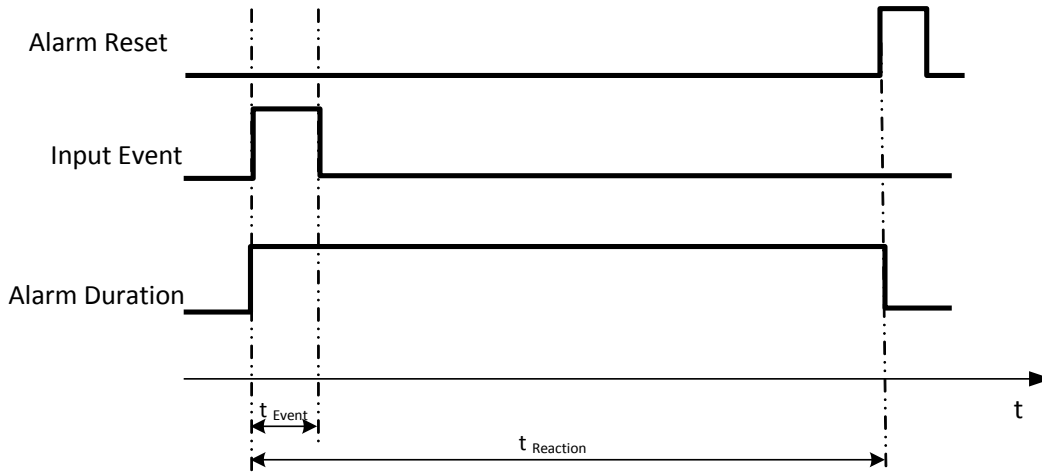 Alarm Reset
Input Event
Alarm Duration
t
t Event
t Reaction